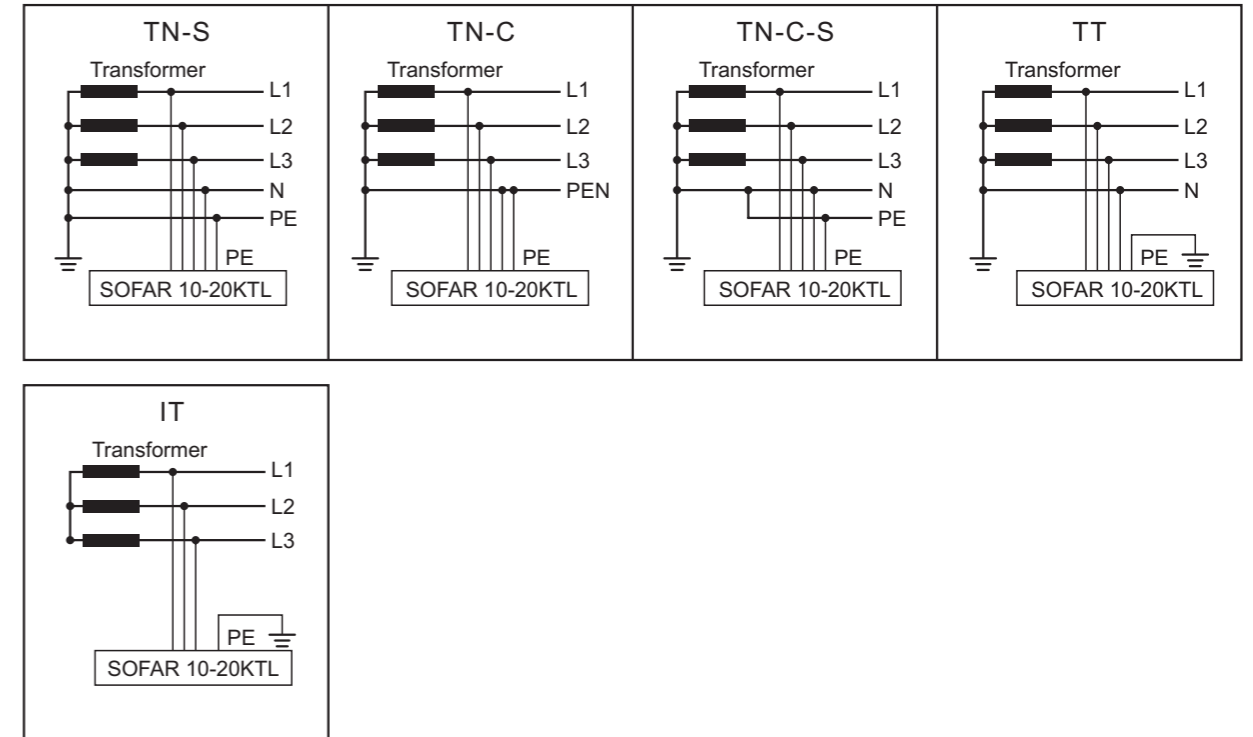 TN-S
Transformer
L1
L2
L3
N
PE
PE
SOFAR 10-20KTL
TN-C
Transformer
L1
L2
L3
PEN
PE
SOFAR 10-20KTL
TN-C-S
Transformer
L1
L2
L3
N
PE
PE
SOFAR 10-20KTL
TT
Transformer
L1
L2
L3
N
PE
SOFAR 10-20KTL
IT
Transformer
L1
L2
L3
PE
SOFAR 10-20KTL